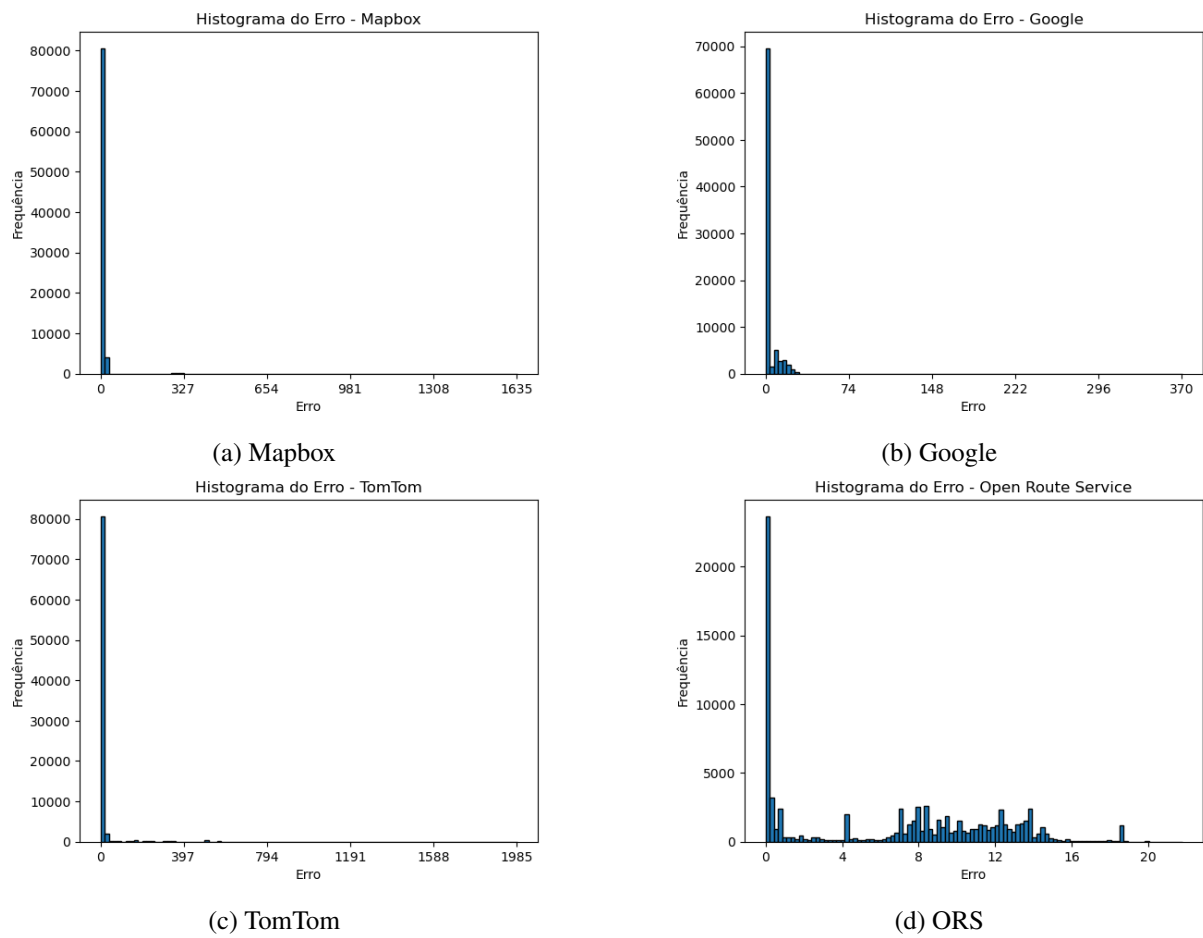 Histograma do Erro - Mapbox
80000
70000
60000
50000
40000
30000
20000
10000
0
Frequência
0 327 654 981 1308 1635
Erro
(a) Mapbox
Histograma do Erro - Google
70000
60000
50000
40000
30000
20000
10000
0
Frequência
0 74 148 222 296 370
Erro
(b) Google
Histograma do Erro - TomTom
80000
70000
60000
50000
40000
30000
20000
10000
0
Frequência
0 397 794 1191 1588 1985
Erro
(c) TomTom
Histograma do Erro - Open Route Service
20000
15000
10000
5000
0
Frequência
0 4 8 12 16 20
Erro
(d) ORS